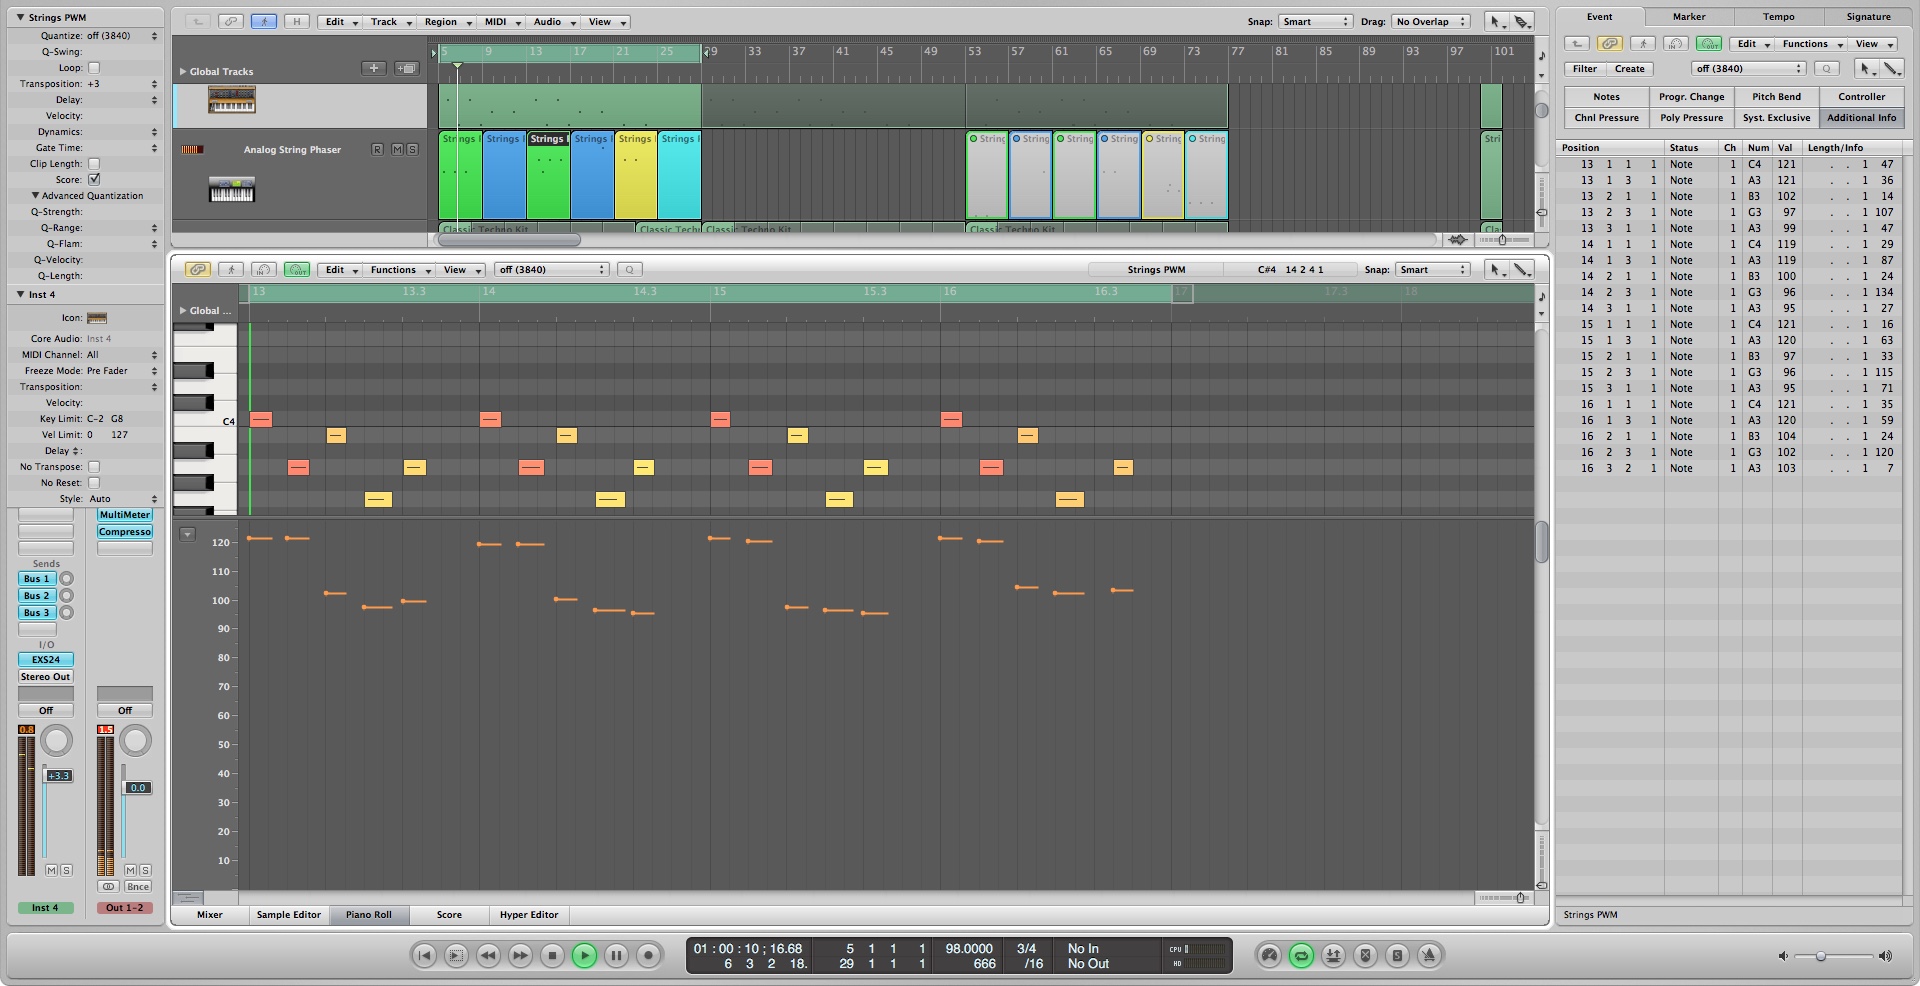 Strings PWM
Quantize: off (3840)
Q-Swing:
Loop:
Transposition: +3
Delay:
Velocity:
Dynamics:
Gate Time:
Clip Length:
Score:
Advanced Quantization
Q-Strength:
Q-Range:
Q-Flam:
Q-Velocity:
Q-Length:
Inst 4
Icon:
Core Audio: Inst 4
MIDI Channel: All
Freeze Mode: Pre Fader
Transposition:
Velocity:
Key Limit: C-2 G8
Vel Limit: 0 127
Delay :
No Transpose:
No Reset:
Style: Auto
MultiMeter
Compresso
Sends
Bus 1
Bus 2
Bus 3
I/O
EXS24
Stereo Out
Off Off
0.8 1.5
+3.3
0.0
M S M S
Bnce
Inst 4 Out 1-2
H Edit Track Region MIDI Audio View Snap: Smart Drag: No Overlap
5 9 13 17 21 25 29 33 37 41 45 49 53 57 61 65 69 73 77 81 85 89 93 97 101
Global Tracks
Strings Strings Strings Strings Strings Strings String String String String String String Stri
Analog String Phaser R M S
Classic Techno Kit Classic Techn Classic Techno Kit Classic Techno Kit Cla
Edit Functions View off (3840) Q Strings PWM C#4 14 2 4 1 Snap: Smart
13 13.3 14 14.3 15 15.3 16 16.3 17 17.3 18
Global ...
C4
120
110
100
90
80
70
60
50
40
30
20
10
Mixer Sample Editor Piano Roll Score Hyper Editor
Event Marker Tempo Signature
Edit Functions View
Filter Create off (3840) Q
Notes Progr. Change Pitch Bend Controller
Chnl Pressure Poly Pressure Syst. Exclusive Additional Info
Position Status Ch Num Val Length/Info
13 1 1 1 Note 1 C4 121 . . 1 47
13 1 3 1 Note 1 A3 121 . . 1 36
13 2 1 1 Note 1 B3 102 . . 1 14
13 2 3 1 Note 1 G3 97 . . 1 107
13 3 1 1 Note 1 A3 99 . . 1 47
14 1 1 1 Note 1 C4 119 . . 1 29
14 1 3 1 Note 1 A3 119 . . 1 87
14 2 1 1 Note 1 B3 100 . . 1 24
14 2 3 1 Note 1 G3 96 . . 1 134
14 3 1 1 Note 1 A3 95 . . 1 27
15 1 1 1 Note 1 C4 121 . . 1 16
15 1 3 1 Note 1 A3 120 . . 1 63
15 2 1 1 Note 1 B3 97 . . 1 33
15 2 3 1 Note 1 G3 96 . . 1 115
15 3 1 1 Note 1 A3 95 . . 1 71
16 1 1 1 Note 1 C4 121 . . 1 35
16 1 3 1 Note 1 A3 120 . . 1 59
16 2 1 1 Note 1 B3 104 . . 1 24
16 2 3 1 Note 1 G3 102 . . 1 120
16 3 2 1 Note 1 A3 103 . . 1 7
Strings PWM
01 : 00 : 10 ; 16.68 5 1 1 1 98.0000 3/4 No In CPU
6 3 2 18. 29 1 1 1 666 /16 No Out HD